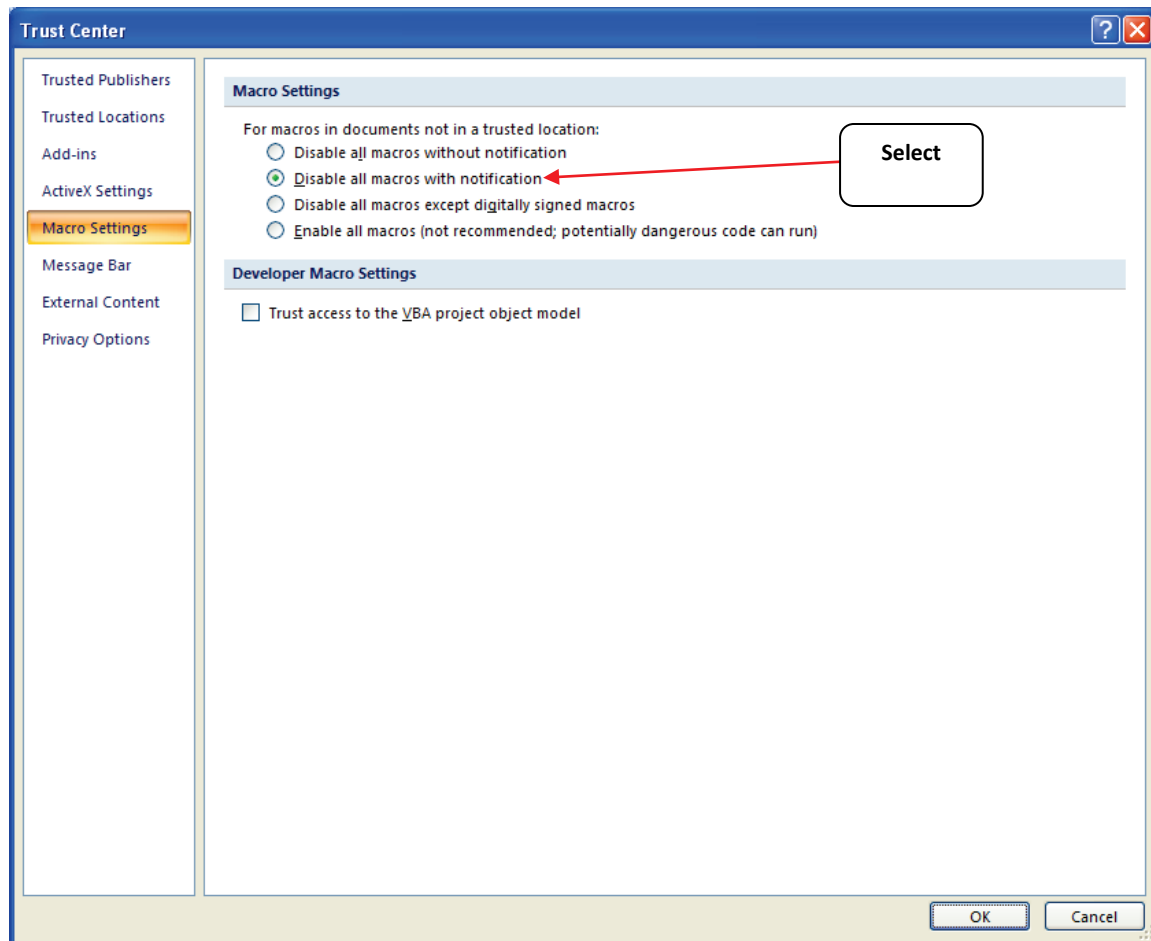 Trust Center
?
Trusted Publishers
Trusted Locations
Add-ins
ActiveX Settings
Macro Settings
Message Bar
External Content
Privacy Options
Macro Settings
For macros in documents not in a trusted location:
Disable all macros without notification
Disable all macros with notification
Disable all macros except digitally signed macros
Enable all macros (not recommended; potentially dangerous code can run)
Select
Developer Macro Settings
Trust access to the VBA project object model
OK
Cancel